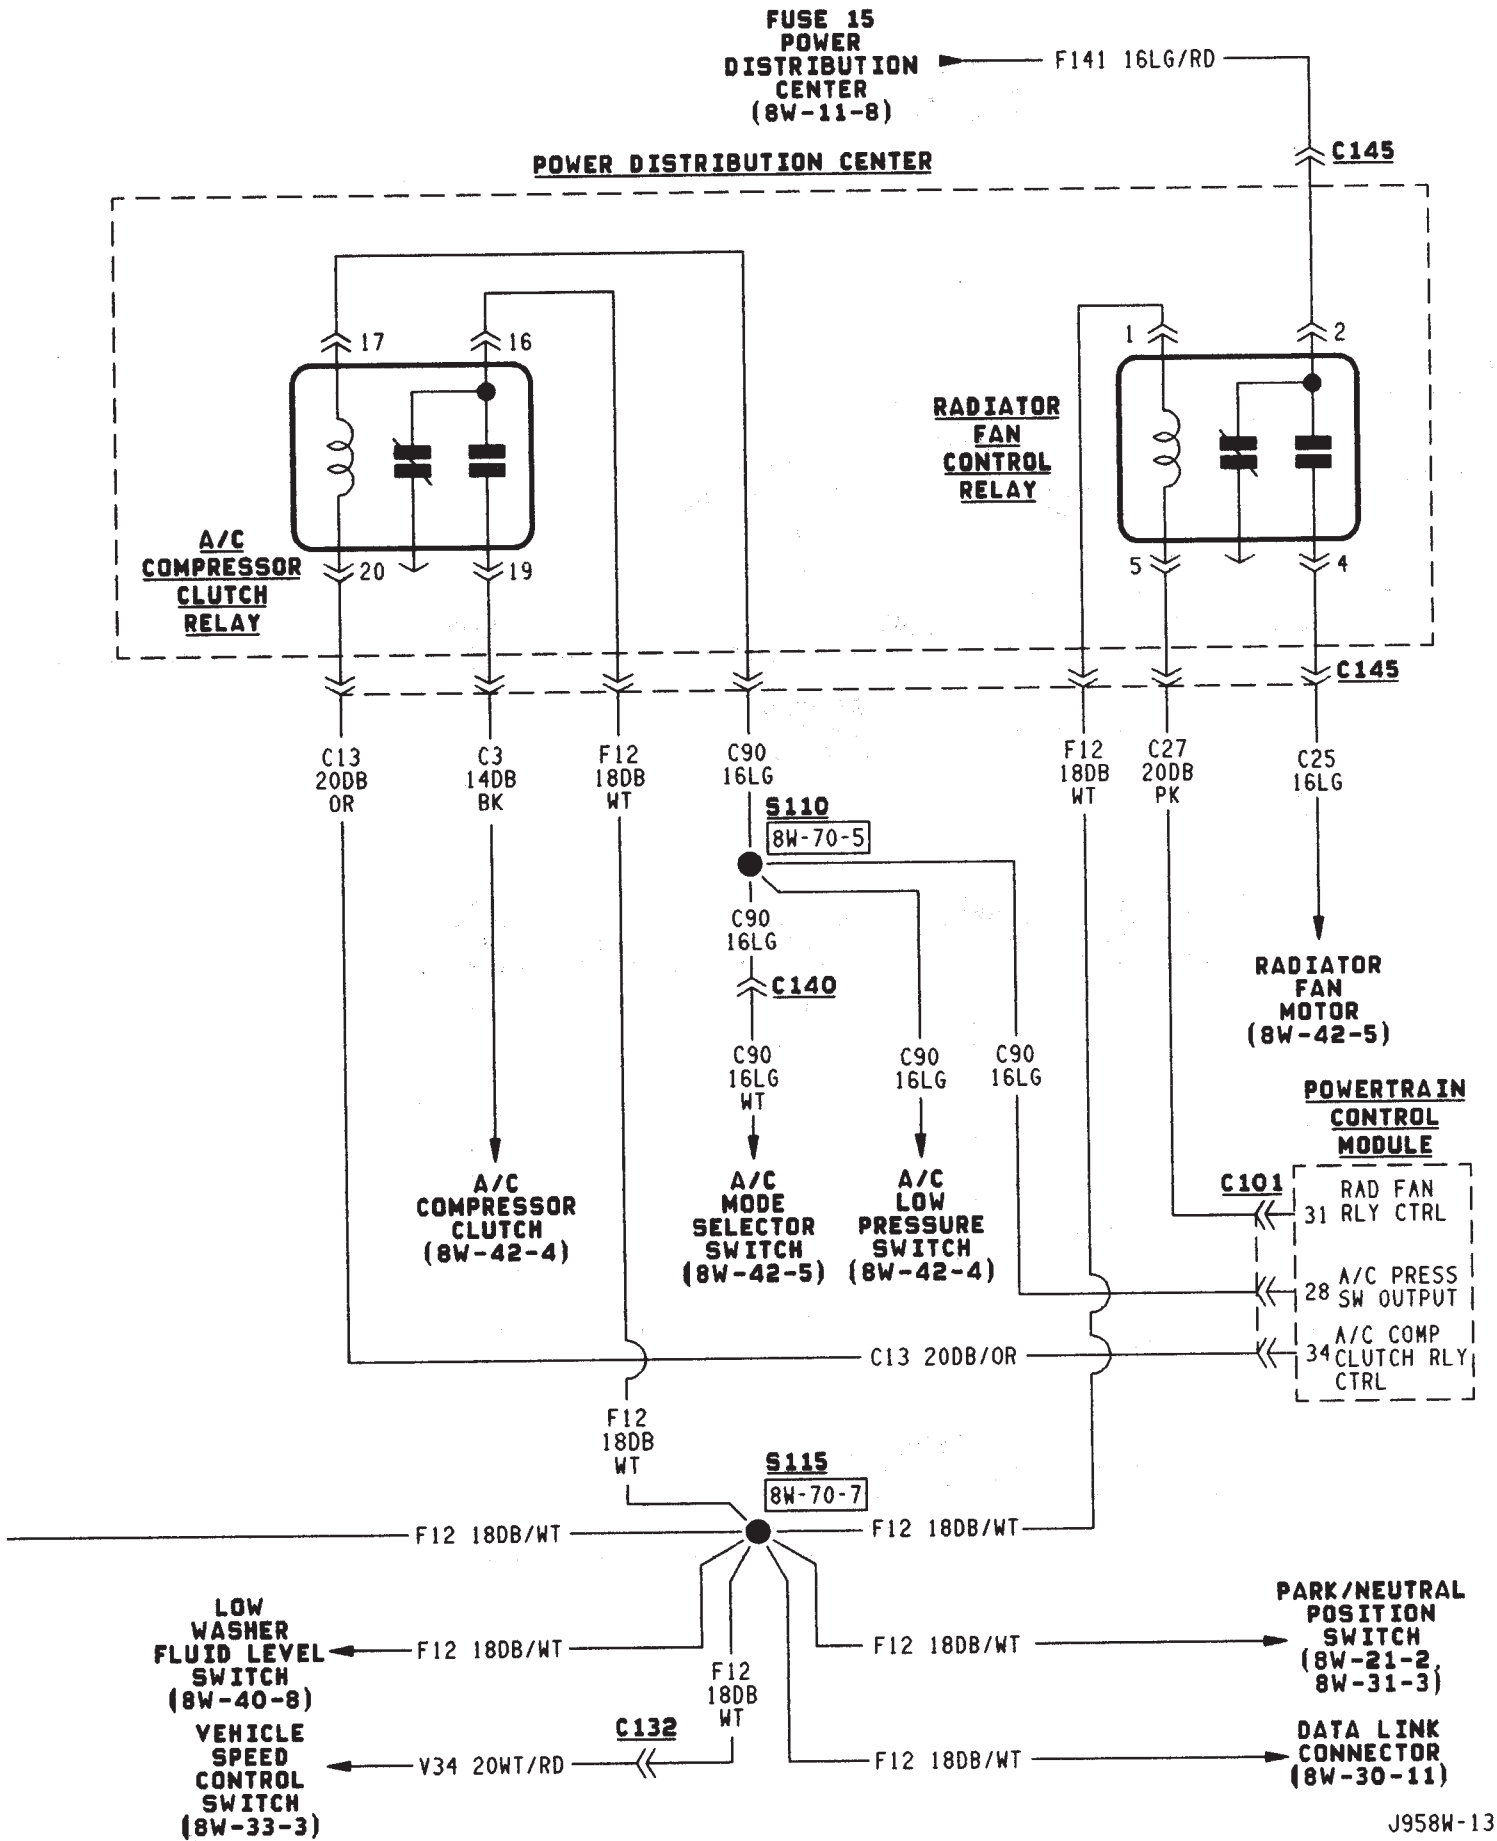 FUSE 15
POWER
DISTRIBUTION
CENTER
(8W-11-8)
F141 16LG/RD
C145
POWER DISTRIBUTION CENTER
17
16
1
2
RADIATOR
FAN
CONTROL
RELAY
A/C
COMPRESSOR
CLUTCH
RELAY
20
19
5
4
C145
C13
20DB
OR
C3
14DB
BK
F12
18DB
WT
C90
16LG
F12
18DB
WT
C27
20DB
PK
C25
16LG
S110
8W-70-5
C90
16LG
C140
RADIATOR
FAN
MOTOR
(8W-42-5)
C90
16LG
WT
C90
16LG
C90
16LG
POWERTRAIN
CONTROL
MODULE
A/C
COMPRESSOR
CLUTCH
(8W-42-4)
A/C
MODE
SELECTOR
SWITCH
(8W-42-5)
A/C
LOW
PRESSURE
SWITCH
(8W-42-4)
C101
31 RAD FAN
RLY CTRL
28 A/C PRESS
SW OUTPUT
34 A/C COMP
CLUTCH RLY
CTRL
C13 20DB/OR
F12
18DB
WT
S115
8W-70-7
F12 18DB/WT
F12 18DB/WT
LOW
WASHER
FLUID LEVEL
SWITCH
(8W-40-8)
F12 18DB/WT
F12
18DB
WT
F12 18DB/WT
PARK/NEUTRAL
POSITION
SWITCH
(8W-21-2,
8W-31-3)
VEHICLE
SPEED
CONTROL
SWITCH
(8W-33-3)
V34 20WT/RD
C132
F12 18DB/WT
DATA LINK
CONNECTOR
(8W-30-11)
J958W-13